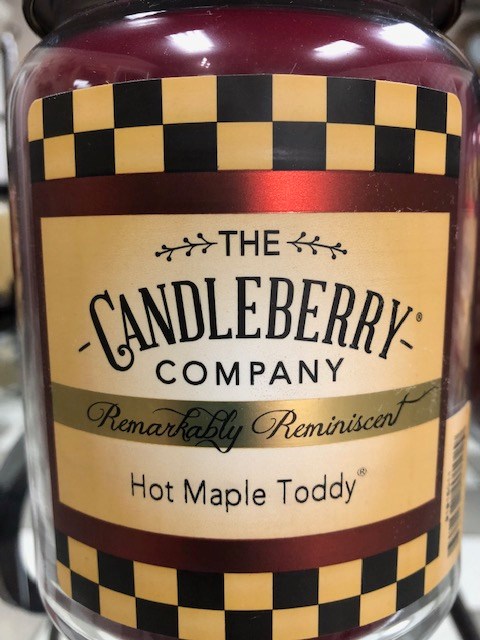 THE
CANDLEBERRY®
COMPANY
Remarkably Reminiscent
Hot Maple Toddy®